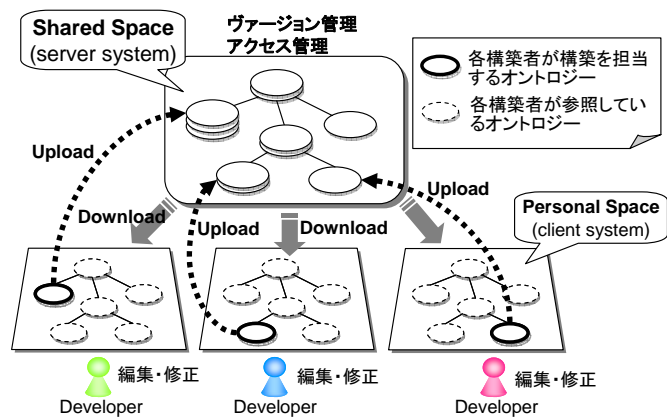 Shared Space
(server system)
ヴァージョン管理
アクセス管理
各構築者が構築を担当
するオントロジー
各構築者が参照してい
るオントロジー
Upload
Download
Upload
Download
Upload
Personal Space
(client system)
編集・修正
Developer
編集・修正
Developer
編集・修正
Developer